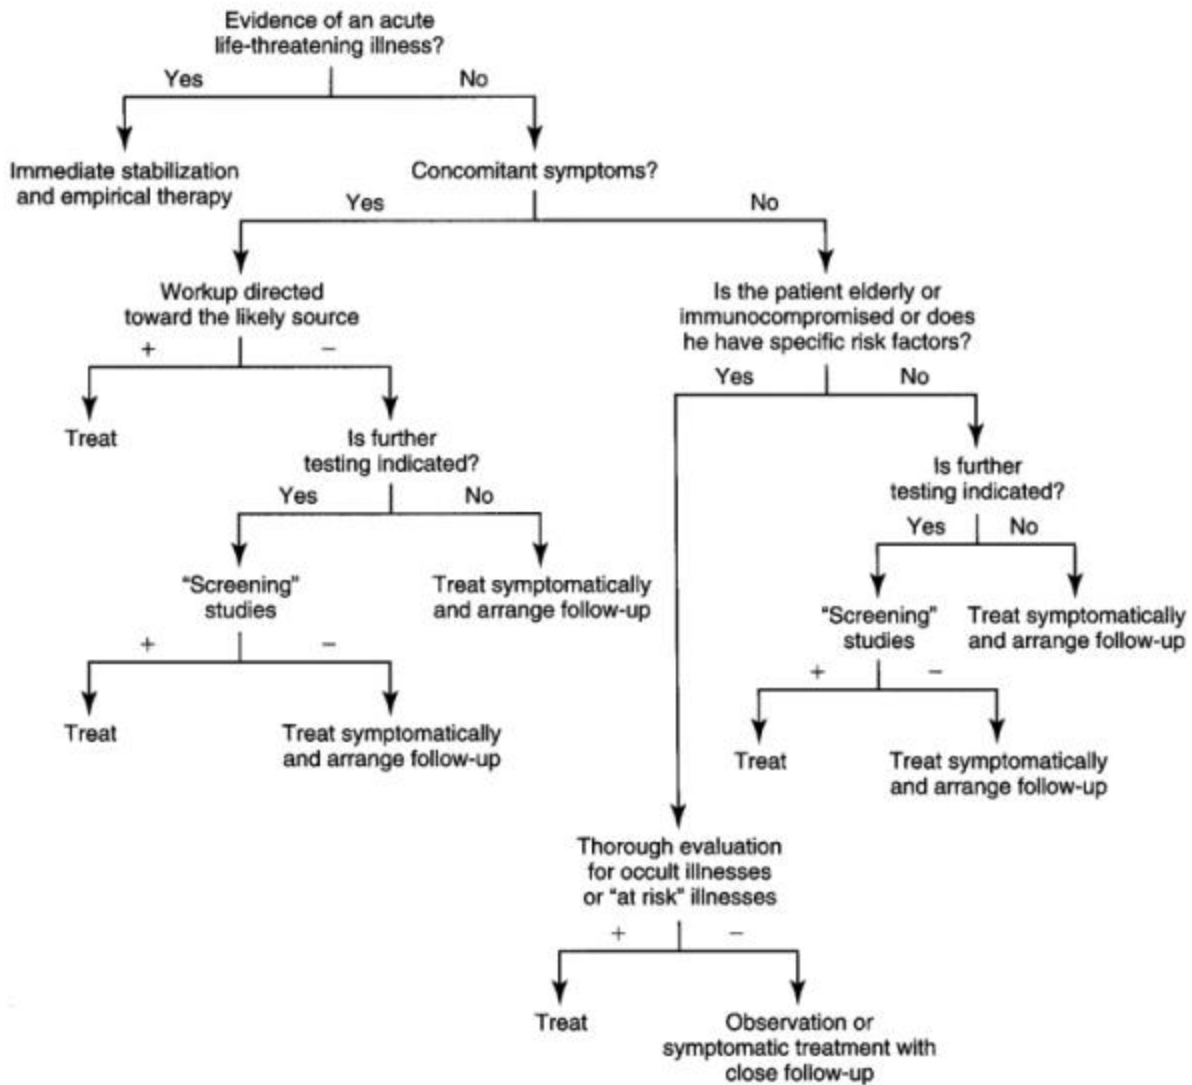 Evidence of an acute
life-threatening illness?
Yes
No
Immediate stabilization
and empirical therapy
Concomitant symptoms?
Yes
No
Workup directed
toward the likely source
Is the patient elderly or
immunocompromised or does
he have specific risk factors?
+
−
Yes
No
Treat
Is further
testing indicated?
Is further
testing indicated?
Yes
No
Yes
No
"Screening"
studies
Treat symptomatically
and arrange follow-up
"Screening"
studies
Treat symptomatically
and arrange follow-up
+
−
+
−
Treat
Treat symptomatically
and arrange follow-up
Treat
Treat symptomatically
and arrange follow-up
Thorough evaluation
for occult illnesses
or "at risk" illnesses
+
−
Treat
Observation or
symptomatic treatment with
close follow-up